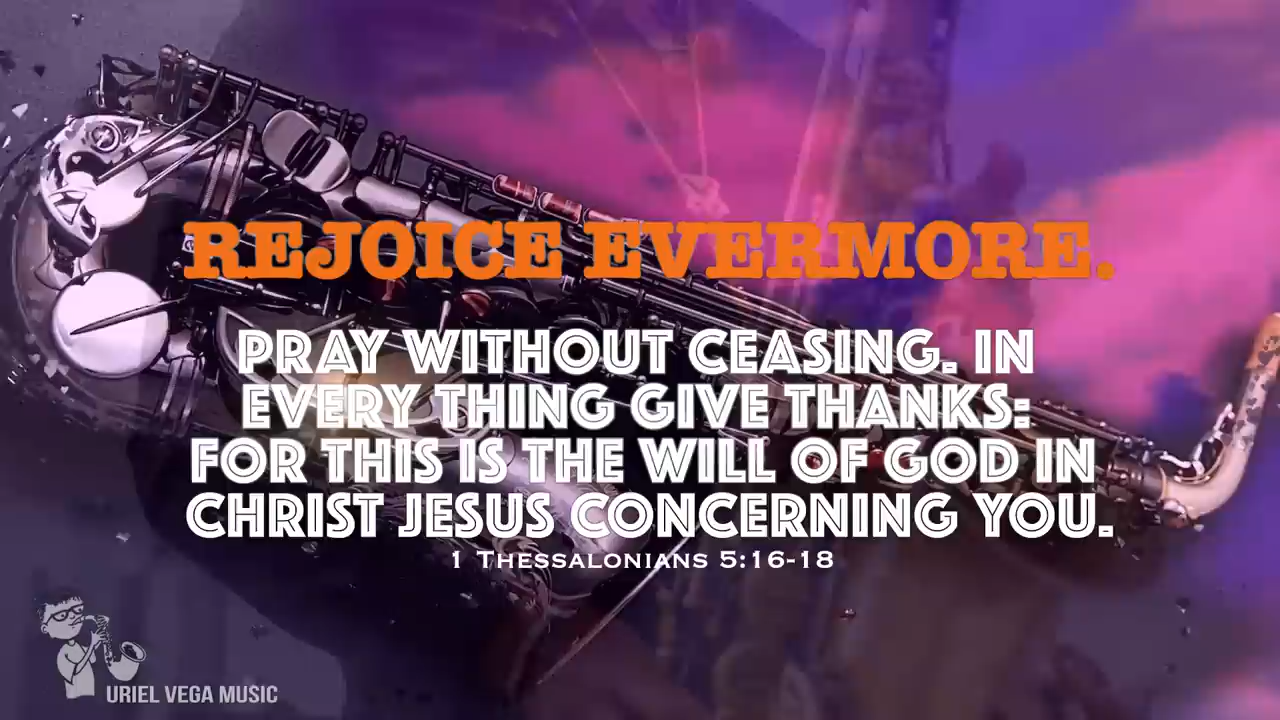 REJOICE EVERMORE.
PRAY WITHOUT CEASING. IN
EVERY THING GIVE THANKS:
FOR THIS IS THE WILL OF GOD IN
CHRIST JESUS CONCERNING YOU.
1 THESSALONIANS 5:16-18
URIEL VEGA MUSIC